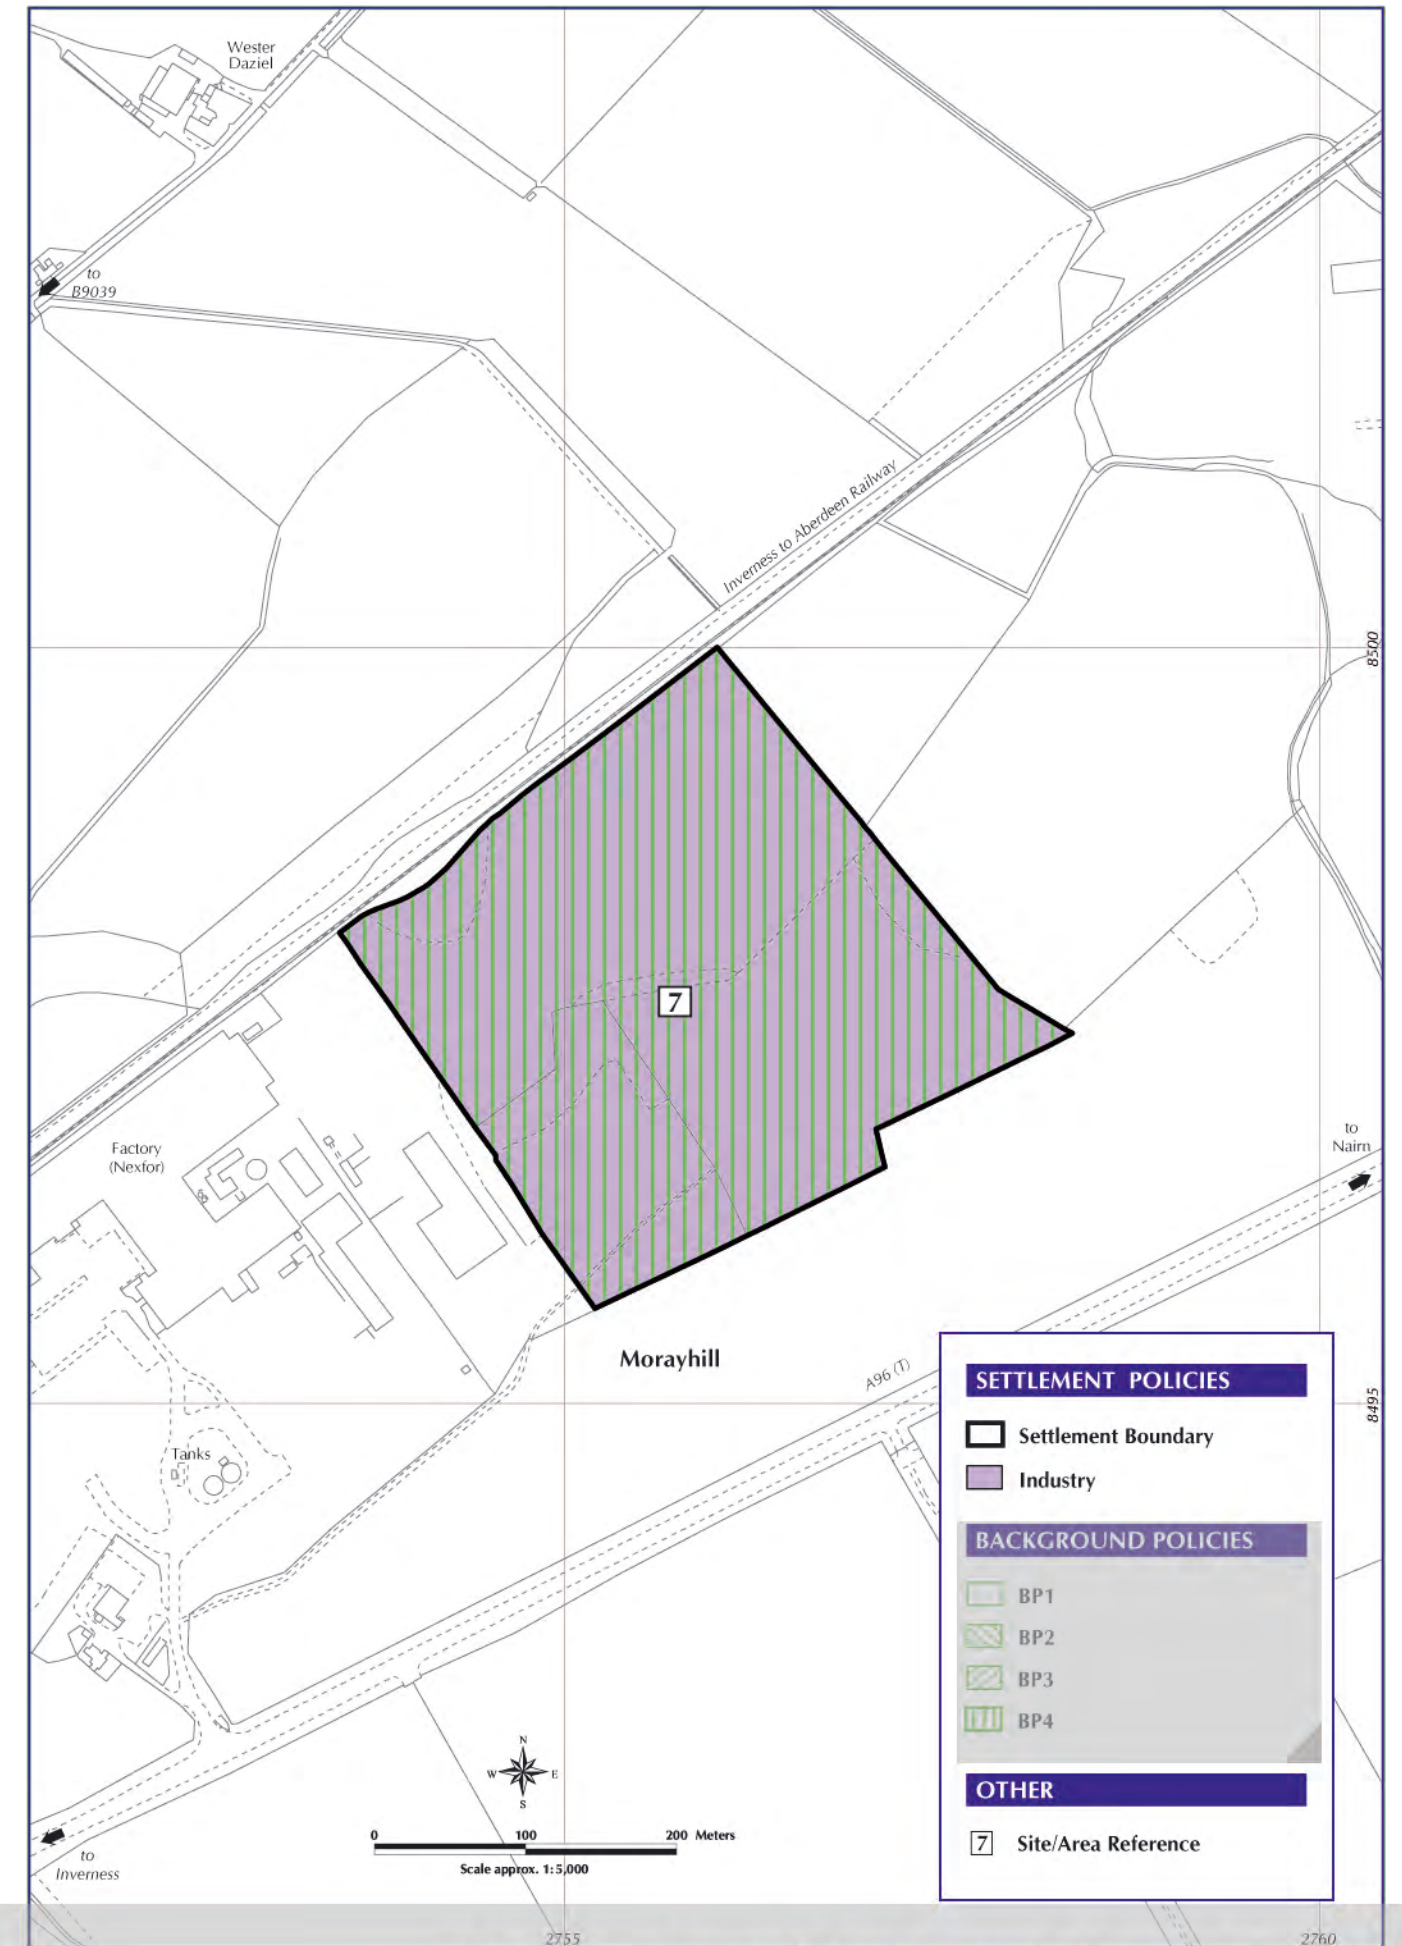 Wester
Daziel
to
B9039
Inverness to Aberdeen Railway
8500
7
Factory
(Nexfor)
to
Nairn
Morayhill
A96 (T)
8495
Tanks
SETTLEMENT POLICIES
Settlement Boundary
Industry
BACKGROUND POLICIES
BP1
BP2
BP3
BP4
OTHER
7 Site/Area Reference
N
W E
S
0 100 200 Meters
Scale approx. 1:5,000
to
Inverness
2755
2760